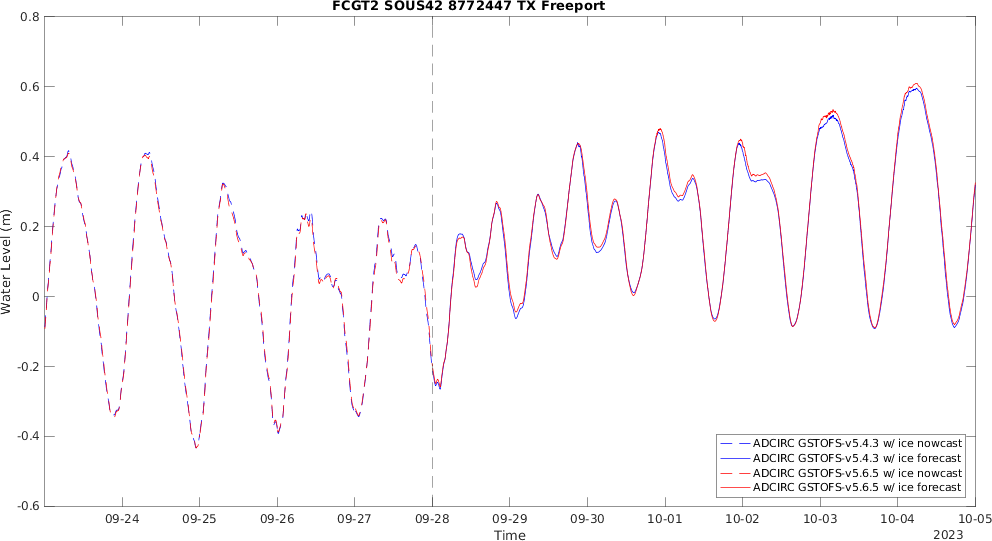 FCGT2 SOUS42 8772447 TX Freeport
0.8
0.6
0.4
0.2
0
-0.2
-0.4
-0.6
Water Level (m)
ADCIRC GSTOFS-v5.4.3 w/ ice nowcast
ADCIRC GSTOFS-v5.4.3 w/ ice forecast
ADCIRC GSTOFS-v5.6.5 w/ ice nowcast
ADCIRC GSTOFS-v5.6.5 w/ ice forecast
09-24 09-25 09-26 09-27 09-28 09-29 09-30 10-01 10-02 10-03 10-04 10-05
Time
2023